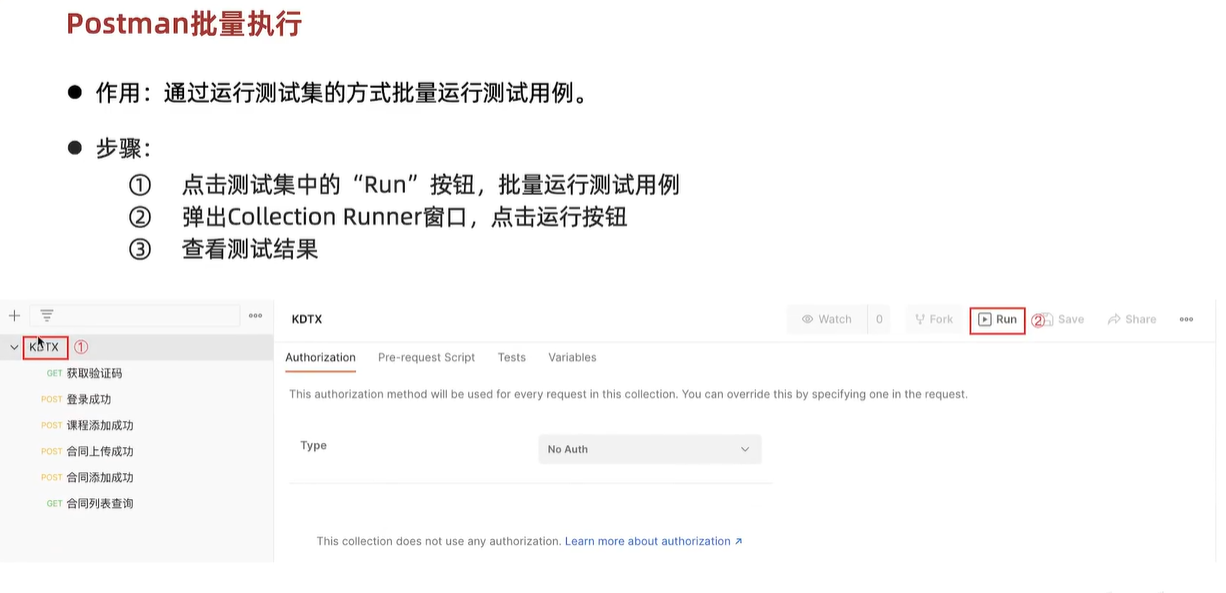 Postman批量执行
● 作用：通过运行测试集的方式批量运行测试用例。
● 步骤：
① 点击测试集中的“Run”按钮，批量运行测试用例
② 弹出Collection Runner窗口，点击运行按钮
③ 查看测试结果
KDTX ①
GET 获取验证码
POST 登录成功
POST 课程添加成功
POST 合同上传成功
POST 合同添加成功
GET 合同列表查询
KDTX Watch 0 Fork Run ② Save Share
Authorization Pre-request Script Tests Variables
This authorization method will be used for every request in this collection. You can override this by specifying one in the request.
Type No Auth
This collection does not use any authorization. Learn more about authorization ↗